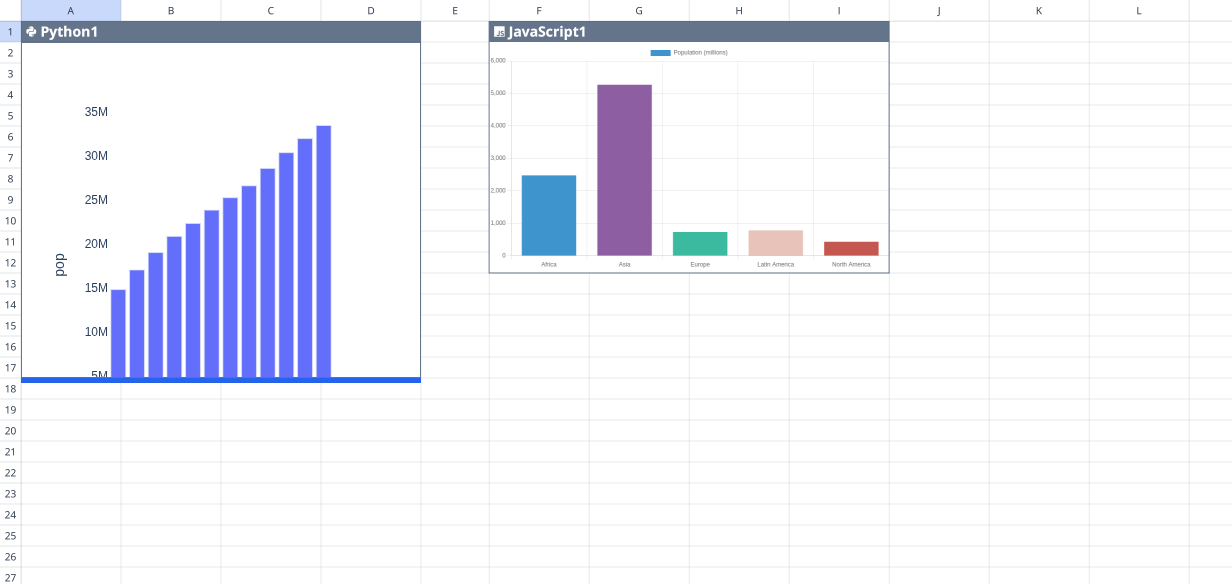 A B C D E F G H I J K L
1 Python1 JavaScript1
2
3
4
5
6
7
8
9
10
11
12
13
14
15
16
17
18
19
20
21
22
23
24
25
26
27
35M
30M
25M
20M
15M
10M
5M
pop
Population (millions)
6,000
5,000
4,000
3,000
2,000
1,000
0
Africa Asia Europe Latin America North America